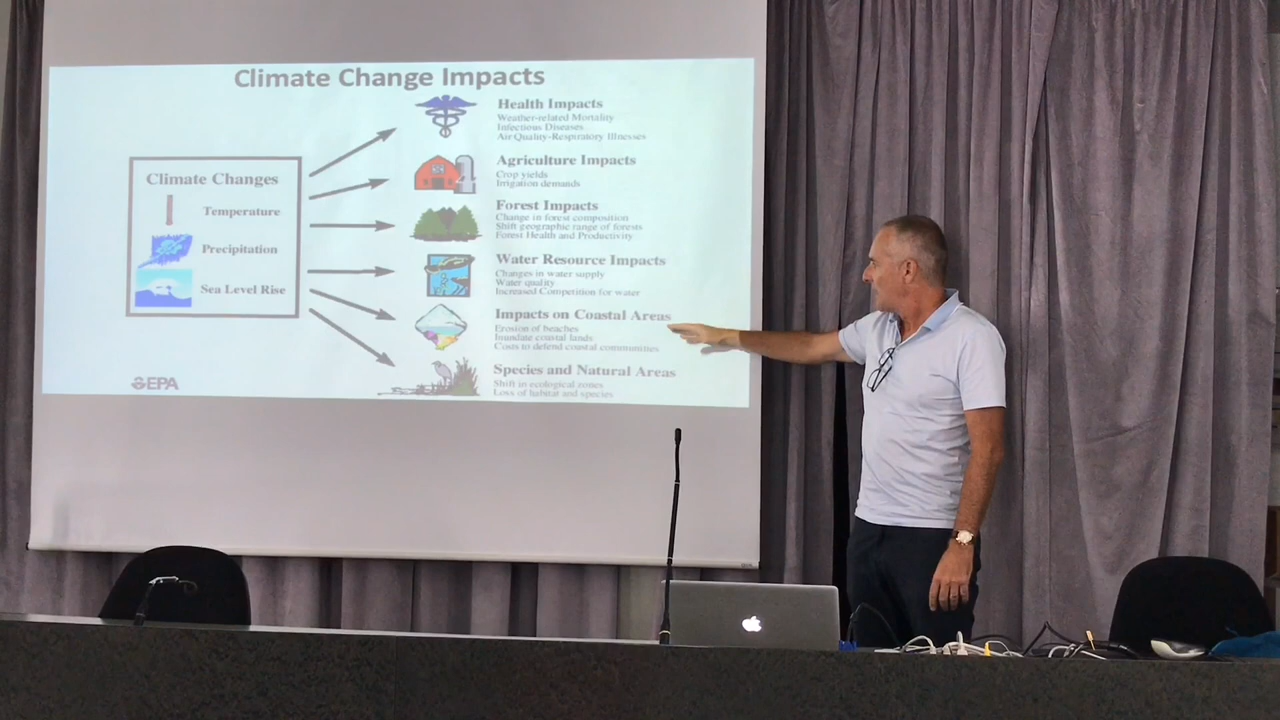 Climate Change Impacts
Climate Changes
Temperature
Precipitation
Sea Level Rise
EPA
Health Impacts
Weather-related Mortality
Infectious Diseases
Air Quality-Respiratory Illnesses
Agriculture Impacts
Crop yields
Irrigation demands
Forest Impacts
Change in forest composition
Shift geographic range of forests
Forest Health and Productivity
Water Resource Impacts
Changes in water supply
Water quality
Increased Competition for water
Impacts on Coastal Areas
Erosion of beaches
Inundate coastal lands
Costs to defend coastal communities
Species and Natural Areas
Shift in ecological zones
Loss of habitat and species